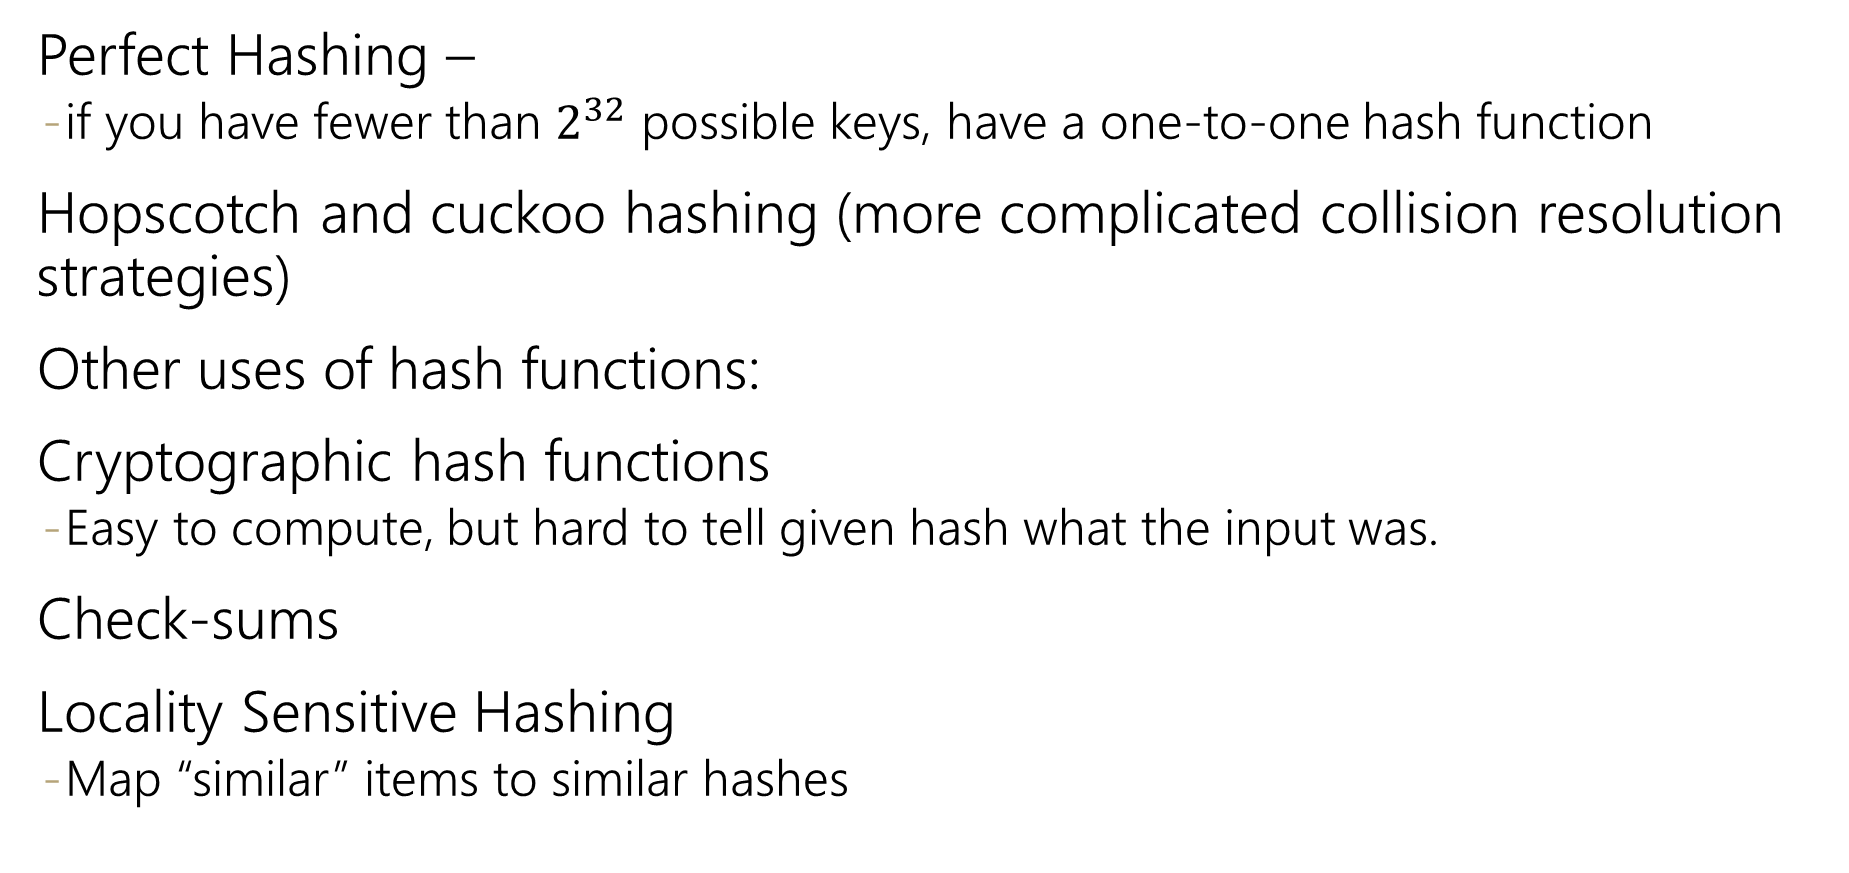 Perfect Hashing –
-if you have fewer than 2³² possible keys, have a one-to-one hash function
Hopscotch and cuckoo hashing (more complicated collision resolution
strategies)
Other uses of hash functions:
Cryptographic hash functions
-Easy to compute, but hard to tell given hash what the input was.
Check-sums
Locality Sensitive Hashing
-Map “similar” items to similar hashes